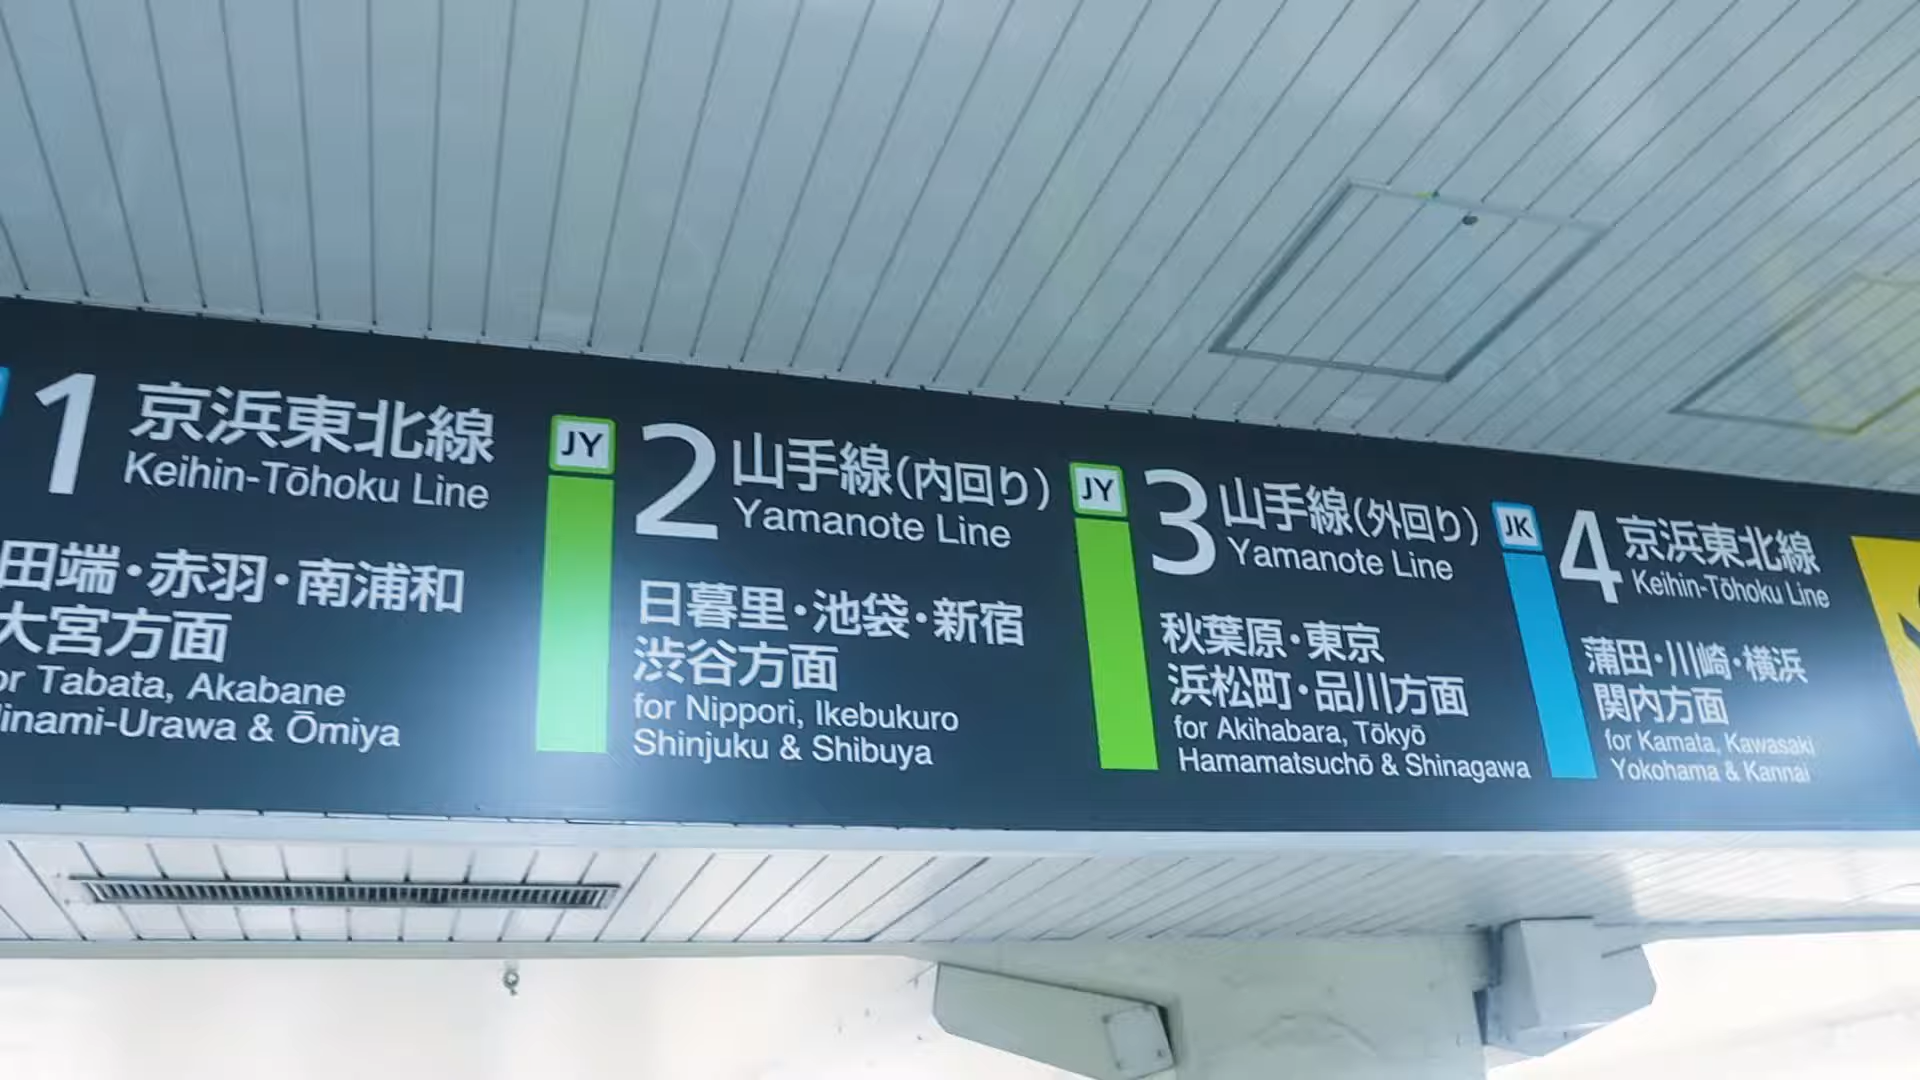 1 京浜東北線
Keihin-Tōhoku Line
田端・赤羽・南浦和
大宮方面
Tabata, Akabane
& Ōmiya
JY 2 山手線(内回り)
Yamanote Line
日暮里・池袋・新宿
渋谷方面
for Nippori, Ikebukuro
Shinjuku & Shibuya
JY 3 山手線(外回り)
Yamanote Line
秋葉原・東京
浜松町・品川方面
for Akihabara, Tōkyō
Hamamatsuchō & Shinagawa
JK 4 京浜東北線
Keihin-Tōhoku Line
蒲田・川崎・横浜
関内方面
for Kamata, Kawasaki
Yokohama & Kannai